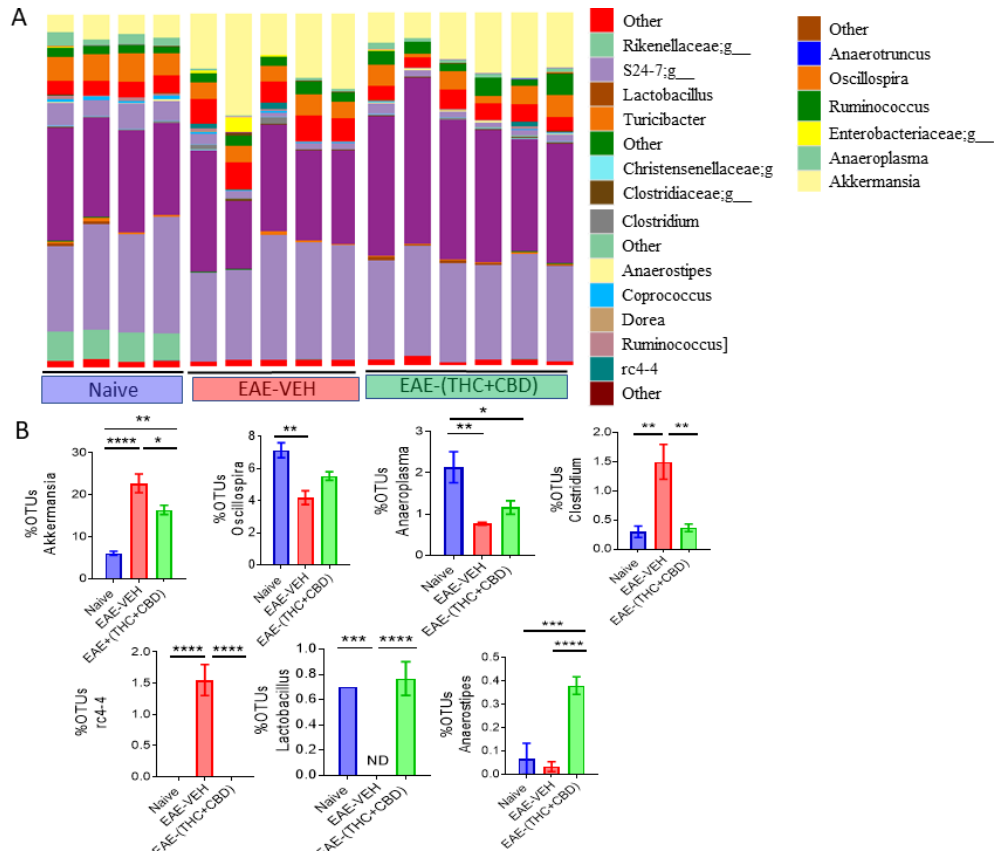 A
Other
Rikenellaceae;g__
S24-7;g__
Lactobacillus
Turicibacter
Other
Christensenellaceae;g
Clostridiaceae;g__
Clostridium
Other
Anaerostipes
Coprococcus
Dorea
Ruminococcus]
rc4-4
Other
Other
Anaerotruncus
Oscillospira
Ruminococcus
Enterobacteriaceae;g__
Anaeroplasma
Akkermansia
Naive
EAE-VEH
EAE-(THC+CBD)
B
%OTUs
Akkermansia
30
20
10
0
**
**** *
Naive
EAE-VEH
EAE+(THC+CBD)
%OTUs
Oscillospira
8
6
4
2
0
**
Naive
EAE-VEH
EAE-(THC+CBD)
%OTUs
Anaeroplasma
3
2
1
0
*
**
Naive
EAE-VEH
EAE-(THC+CBD)
%OTUs
Clostridium
2.0
1.5
1.0
0.5
0.0
** **
Naive
EAE-VEH
EAE-(THC+CBD)
%OTUs
rc4-4
2.0
1.5
1.0
0.5
0.0
**** ****
Naive
EAE-VEH
EAE-(THC+CBD)
%OTUs
Lactobacillus
1.0
0.8
0.6
0.4
0.2
0.0
*** ****
ND
Naive
EAE-VEH
EAE-(THC+CBD)
%OTUs
Anaerostipes
0.5
0.4
0.3
0.2
0.1
0.0
***
****
Naive
EAE-VEH
EAE-(THC+CBD)